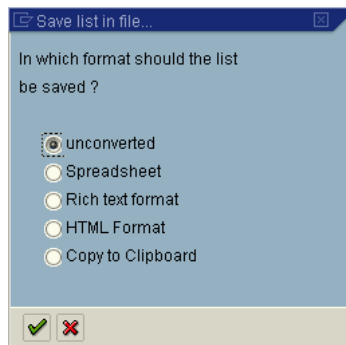 Save list in file...
In which format should the list
be saved ?
unconverted
Spreadsheet
Rich text format
HTML Format
Copy to Clipboard